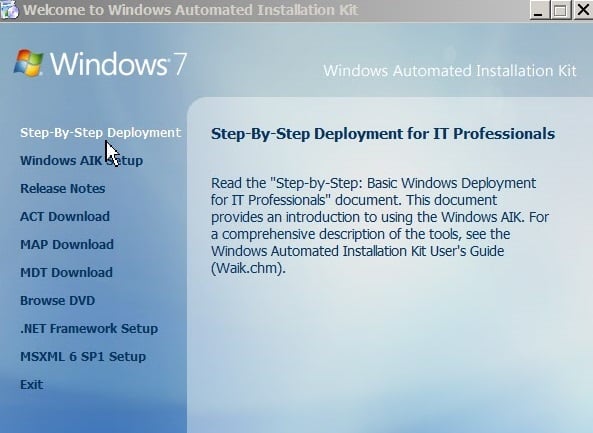 Welcome to Windows Automated Installation Kit
Windows 7
Windows Automated Installation Kit
Step-By-Step Deployment
Windows AIK Setup
Release Notes
ACT Download
MAP Download
MDT Download
Browse DVD
.NET Framework Setup
MSXML 6 SP1 Setup
Exit
Step-By-Step Deployment for IT Professionals
Read the "Step-by-Step: Basic Windows Deployment
for IT Professionals" document. This document
provides an introduction to using the Windows AIK. For
a comprehensive description of the tools, see the
Windows Automated Installation Kit User's Guide
(Waik.chm).